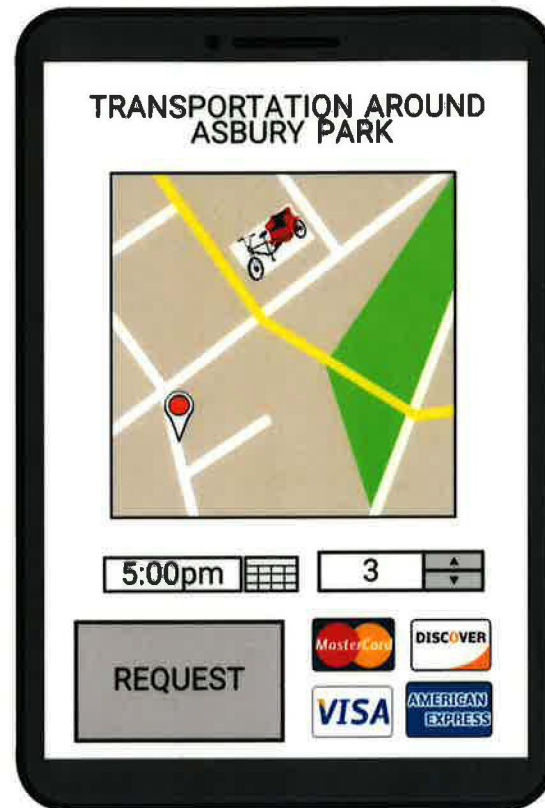 TRANSPORTATION AROUND
ASBURY PARK
5:00pm
3
REQUEST
MasterCard
DISCOVER
VISA
AMERICAN
EXPRESS